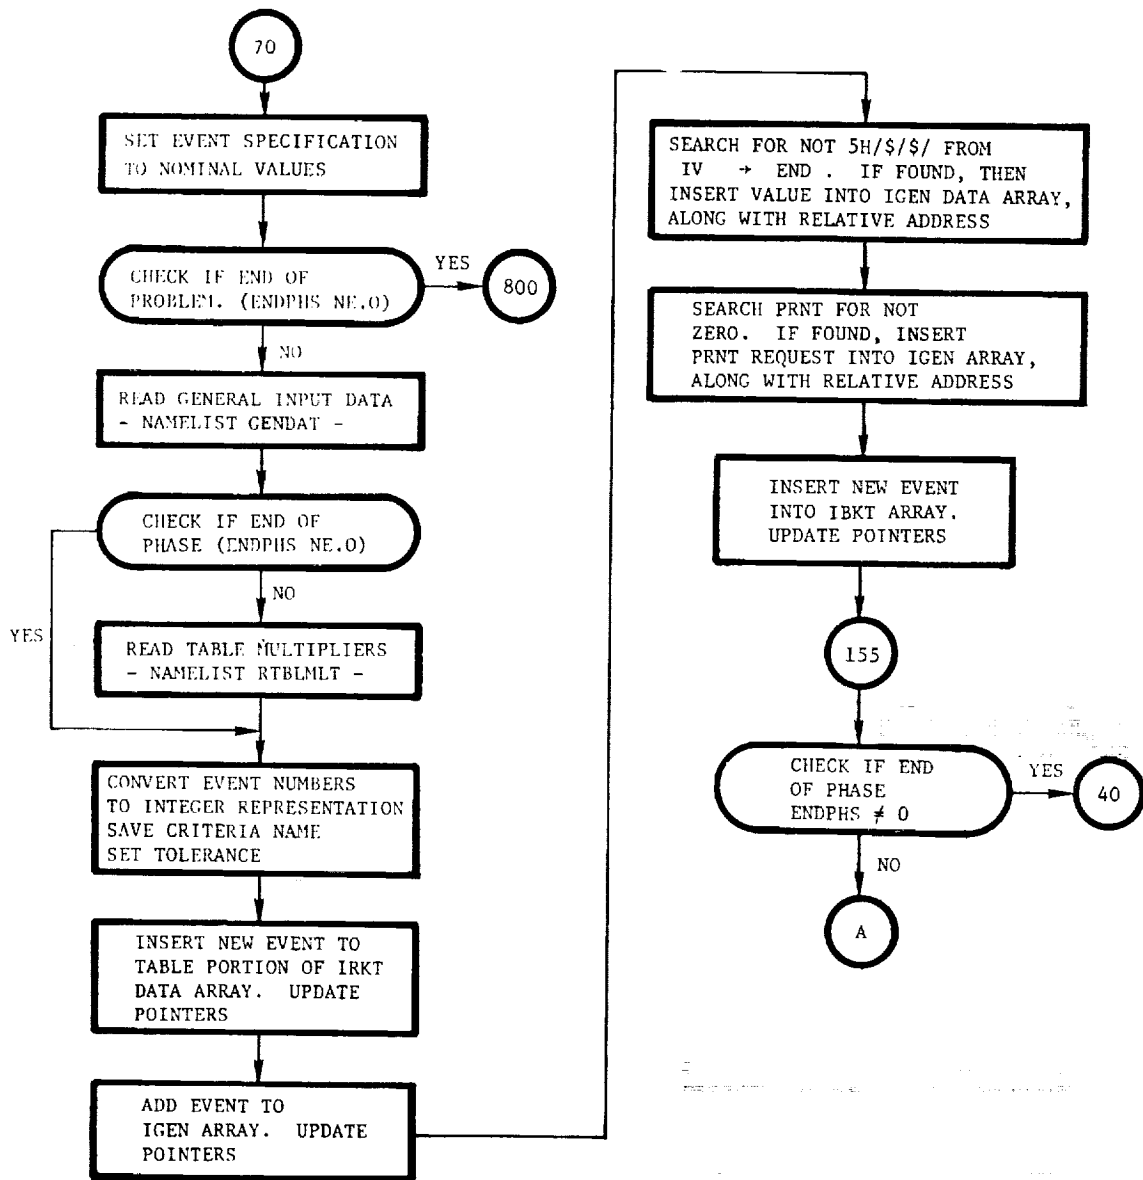 70
SET EVENT SPECIFICATION
TO NOMINAL VALUES
CHECK IF END OF
PROBLEM. (ENDPHS NE.0)
YES
800
NO
READ GENERAL INPUT DATA
- NAMELIST GENDAT -
CHECK IF END OF
PHASE (ENDPHS NE.0)
NO
YES
READ TABLE MULTIPLIERS
- NAMELIST RTBLMLT -
CONVERT EVENT NUMBERS
TO INTEGER REPRESENTATION
SAVE CRITERIA NAME
SET TOLERANCE
INSERT NEW EVENT TO
TABLE PORTION OF IRKT
DATA ARRAY. UPDATE
POINTERS
ADD EVENT TO
IGEN ARRAY. UPDATE
POINTERS
SEARCH FOR NOT 5H/$/$/ FROM
IV → END . IF FOUND, THEN
INSERT VALUE INTO IGEN DATA ARRAY,
ALONG WITH RELATIVE ADDRESS
SEARCH PRNT FOR NOT
ZERO. IF FOUND, INSERT
PRNT REQUEST INTO IGEN ARRAY,
ALONG WITH RELATIVE ADDRESS
INSERT NEW EVENT
INTO IBKT ARRAY.
UPDATE POINTERS
155
CHECK IF END
OF PHASE
ENDPHS ≠ 0
YES
40
NO
A